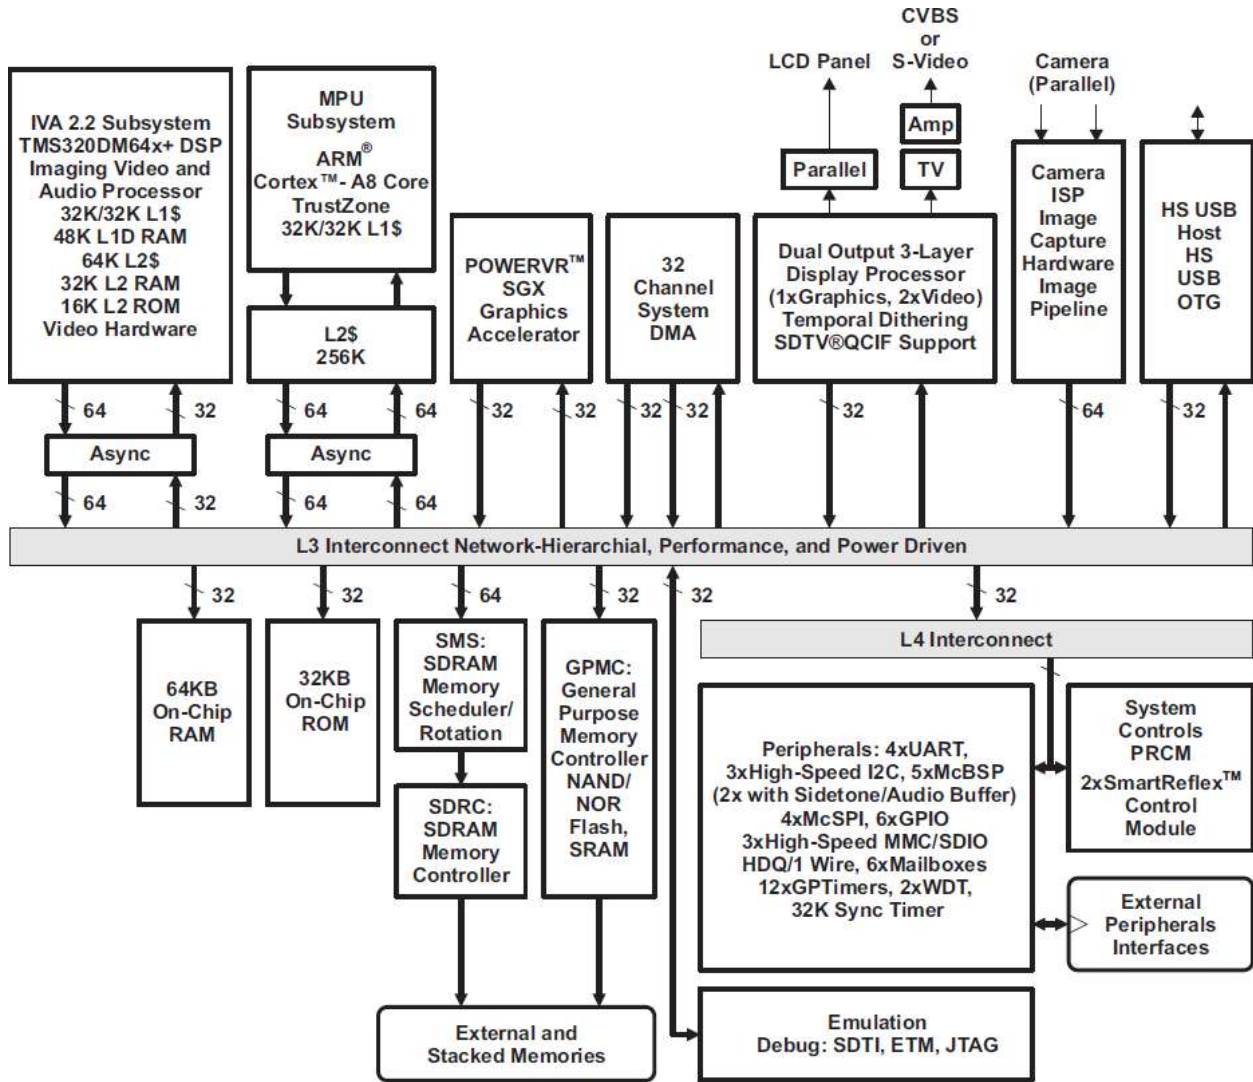 CVBS
or
S-Video
LCD Panel
Camera
(Parallel)
IVA 2.2 Subsystem
TMS320DM64x+ DSP
Imaging Video and
Audio Processor
32K/32K L1$
48K L1D RAM
64K L2$
32K L2 RAM
16K L2 ROM
Video Hardware
MPU
Subsystem
ARM®
Cortex™- A8 Core
TrustZone
32K/32K L1$
L2$
256K
POWERVR™
SGX
Graphics
Accelerator
32
Channel
System
DMA
Amp
TV
Parallel
Dual Output 3-Layer
Display Processor
(1xGraphics, 2xVideo)
Temporal Dithering
SDTV®QCIF Support
Camera
ISP
Image
Capture
Hardware
Image
Pipeline
HS USB
Host
HS
USB
OTG
64
32
64
64
32
32
32
32
32
64
32
Async
Async
64
32
64
64
L3 Interconnect Network-Hierarchial, Performance, and Power Driven
32
32
64
32
32
32
L4 Interconnect
64KB
On-Chip
RAM
32KB
On-Chip
ROM
SMS:
SDRAM
Memory
Scheduler/
Rotation
SDRC:
SDRAM
Memory
Controller
GPMC:
General
Purpose
Memory
Controller
NAND/
NOR
Flash,
SRAM
Peripherals: 4xUART,
3xHigh-Speed I2C, 5xMcBSP
(2x with Sidetone/Audio Buffer)
4xMcSPI, 6xGPIO
3xHigh-Speed MMC/SDIO
HDQ/1 Wire, 6xMailboxes
12xGPTimers, 2xWDT,
32K Sync Timer
System
Controls
PRCM
2xSmartReflex™
Control
Module
External
Peripherals
Interfaces
External and
Stacked Memories
Emulation
Debug: SDTI, ETM, JTAG